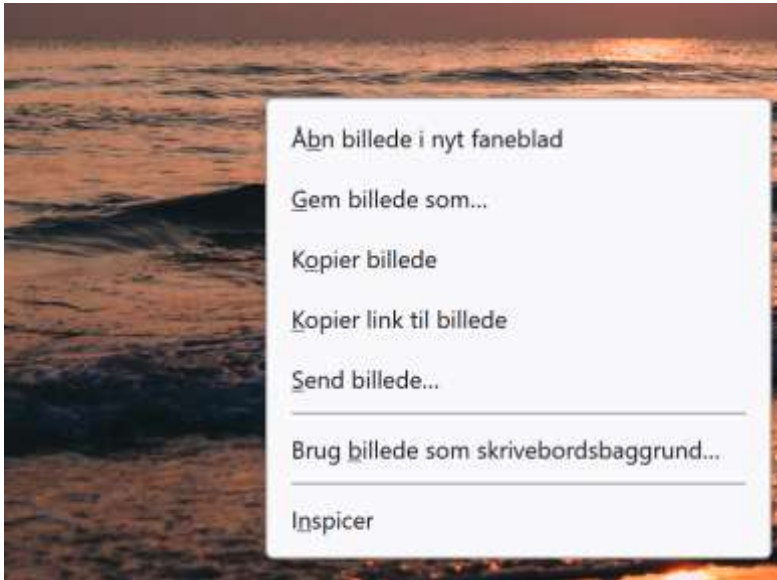 Åbn billede i nyt faneblad
Gem billede som...
Kopier billede
Kopier link til billede
Send billede...
Brug billede som skrivebordsbaggrund...
Inspicer